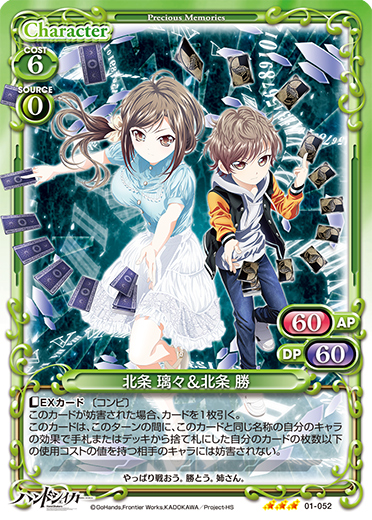 Precious Memories
Character
COST
6
SOURCE
0
60 AP
DP 60
北条 璃々&北条 勝
EXカード [コンビ]
このカードが妨害された場合、カードを1枚引く。
このカードは、このターンの間に、このカードと同じ名称の自分のキャラ
の効果で手札またはデッキから捨て札にした自分のカードの枚数以下
の使用コストの値を持つ相手のキャラには妨害されない。
やっぱり戦おう。勝とう。姉さん。
ハンドシェイカー
©GoHands,Frontier Works,KADOKAWA/Project-HS
01-052